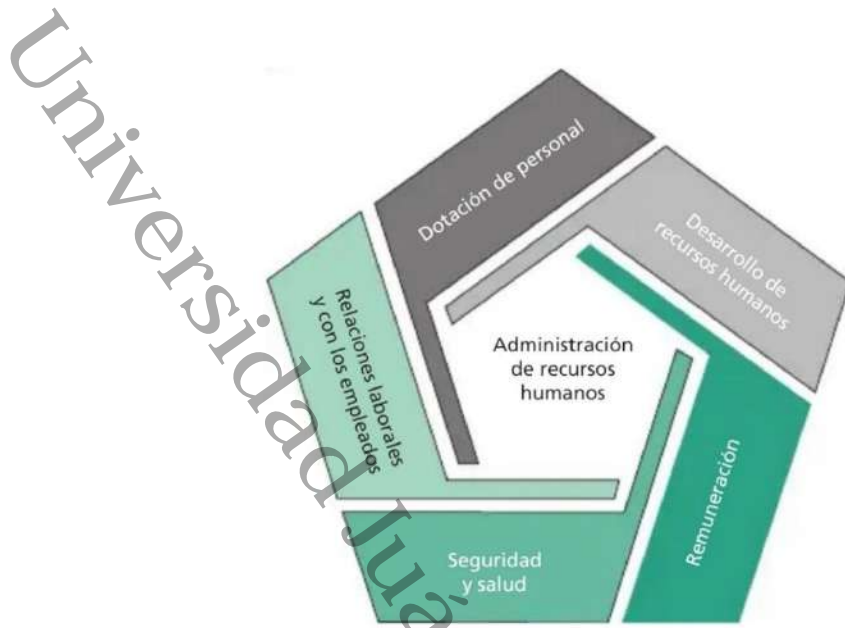 Universidad Juá
Dotación de personal
Desarrollo de
recursos humanos
Relaciones laborales
y con los empleados
Administración
de recursos
humanos
Remuneración
Seguridad
y salud